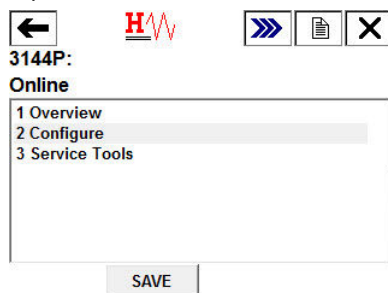 H
3144P:
Online
1 Overview
2 Configure
3 Service Tools
SAVE